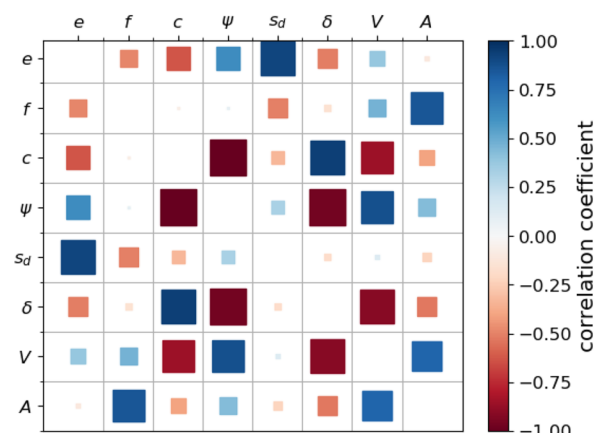 e f c ψ s_d δ V A
e
f
c
ψ
s_d
δ
V
A
1.00
0.75
0.50
0.25
0.00
−0.25
−0.50
−0.75
−1.00
correlation coefficient